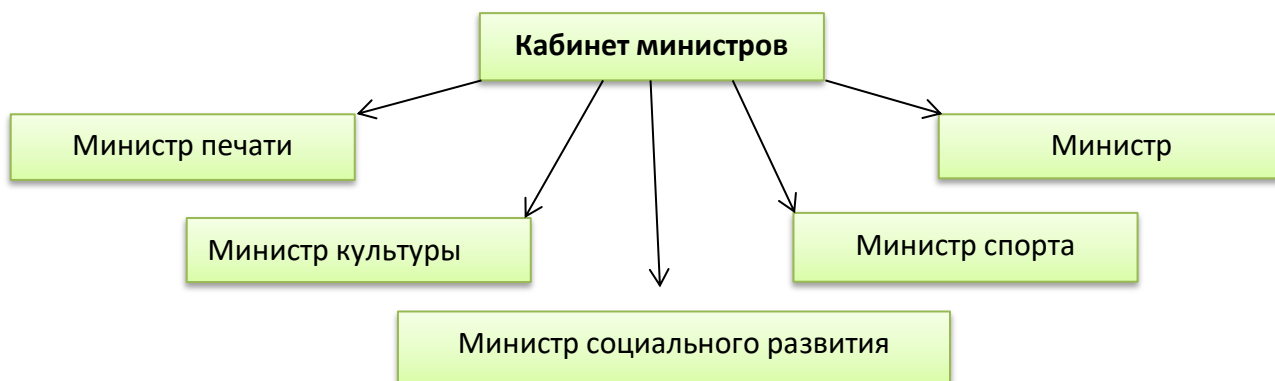 Кабинет министров
Министр печати
Министр
Министр культуры
Министр спорта
Министр социального развития